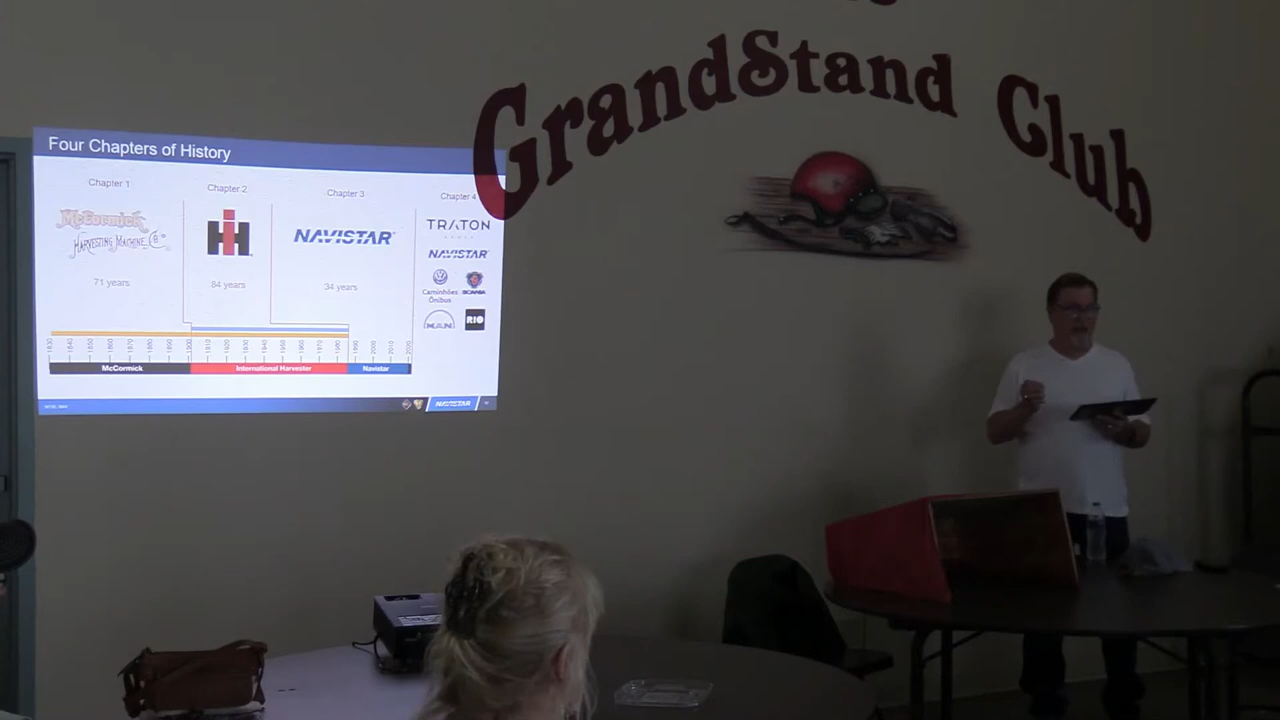 GrandStand Club
Four Chapters of History
Chapter 1
Chapter 2
Chapter 3
Chapter 4
McCormick
Harvesting Machine Co
IH
NAVISTAR
TRATON
NAVISTAR
Caminhões
Ônibus
SCANIA
MAN
RIO
71 years
84 years
34 years
1830 1840 1850 1860 1870 1880 1890 1900 1910 1920 1930 1940 1950 1960 1970 1980 1990 2000 2010 2020
McCormick
International Harvester
Navistar
NAVISTAR